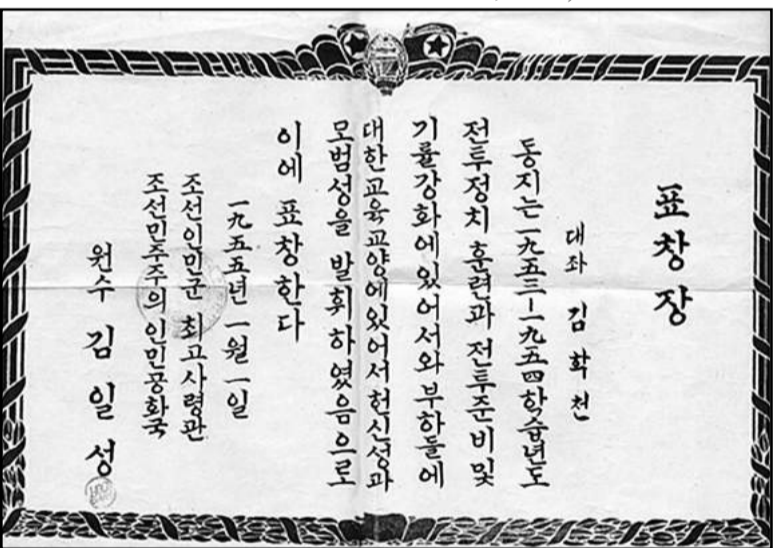 표창장
대좌 김학천
동지는 一九五三—一九五四학습년도
전투정치 훈련과 전투준비및
기률강화에있어서와 부하들에
대한교육교양에있어서헌신성과
모범성을 발휘하였음으로
이에 표창한다
一九五五년 一월 一일
조선인민군 최고사령관
조선민주주의 인민공화국
원수 김일성